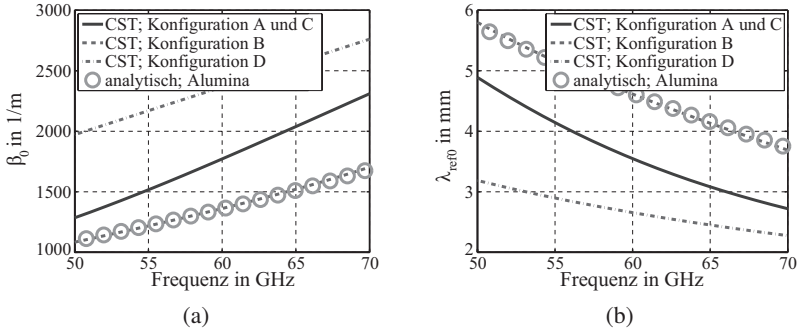 3000
2500
2000
1500
1000
β₀ in 1/m
CST; Konfiguration A und C
CST; Konfiguration B
CST; Konfiguration D
analytisch; Alumina
50 55 60 65 70
Frequenz in GHz
(a)
6
5
4
3
2
λref0 in mm
CST; Konfiguration A und C
CST; Konfiguration B
CST; Konfiguration D
analytisch; Alumina
50 55 60 65 70
Frequenz in GHz
(b)